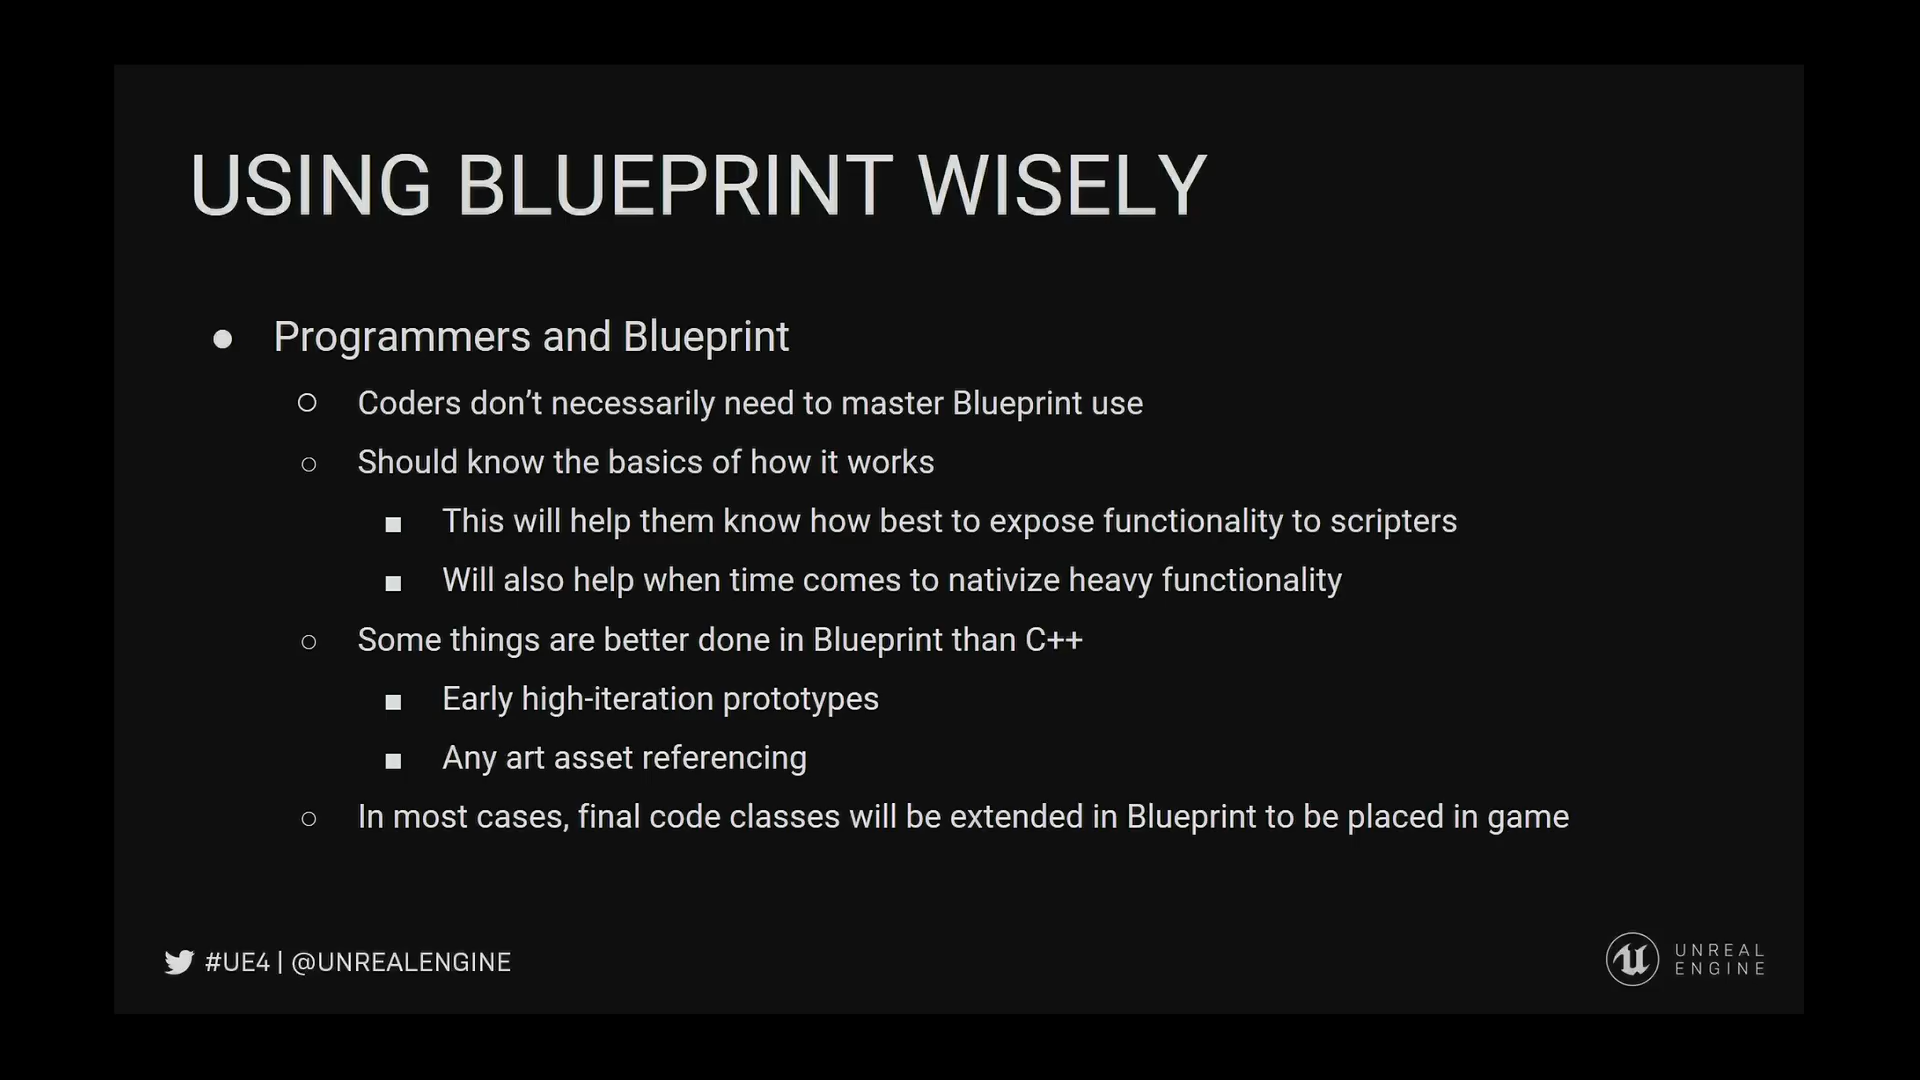 USING BLUEPRINT WISELY
● Programmers and Blueprint
○ Coders don’t necessarily need to master Blueprint use
○ Should know the basics of how it works
■ This will help them know how best to expose functionality to scripters
■ Will also help when time comes to nativize heavy functionality
○ Some things are better done in Blueprint than C++
■ Early high-iteration prototypes
■ Any art asset referencing
○ In most cases, final code classes will be extended in Blueprint to be placed in game
#UE4 | @UNREALENGINE
UNREAL
ENGINE